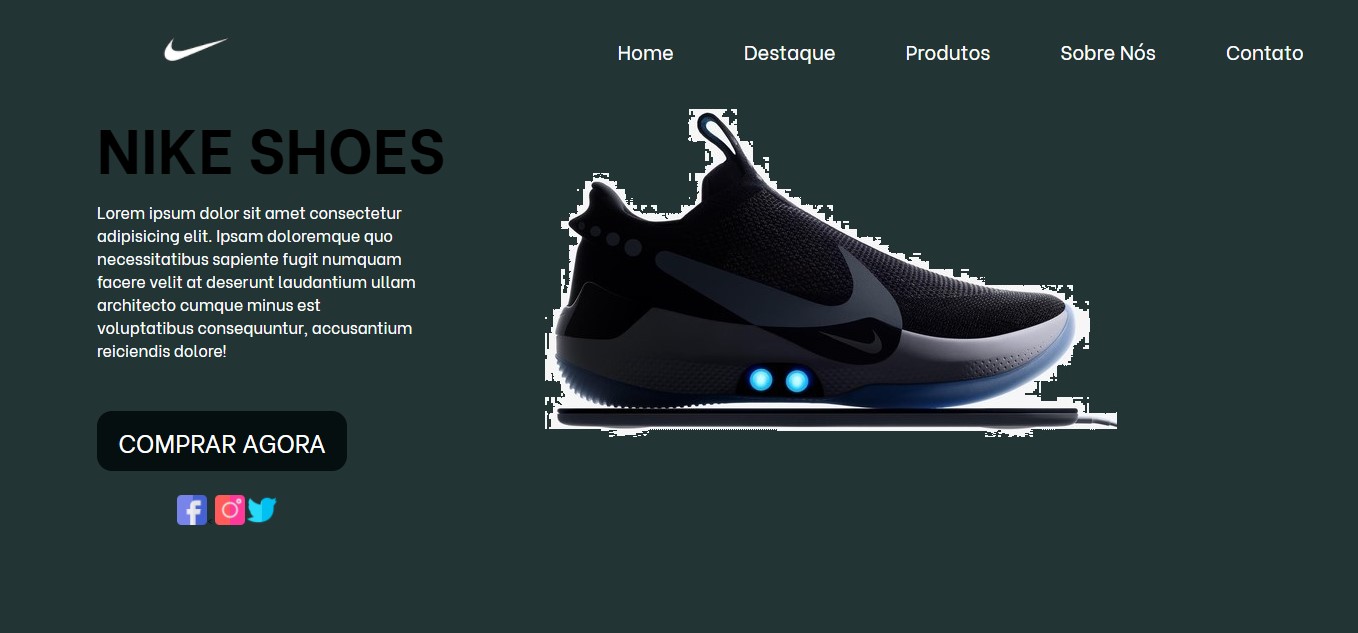 Home Destaque Produtos Sobre Nós Contato
NIKE SHOES
Lorem ipsum dolor sit amet consectetur
adipisicing elit. Ipsam doloremque quo
necessitatibus sapiente fugit numquam
facere velit at deserunt laudantium ullam
architecto cumque minus est
voluptatibus consequuntur, accusantium
reiciendis dolore!
COMPRAR AGORA